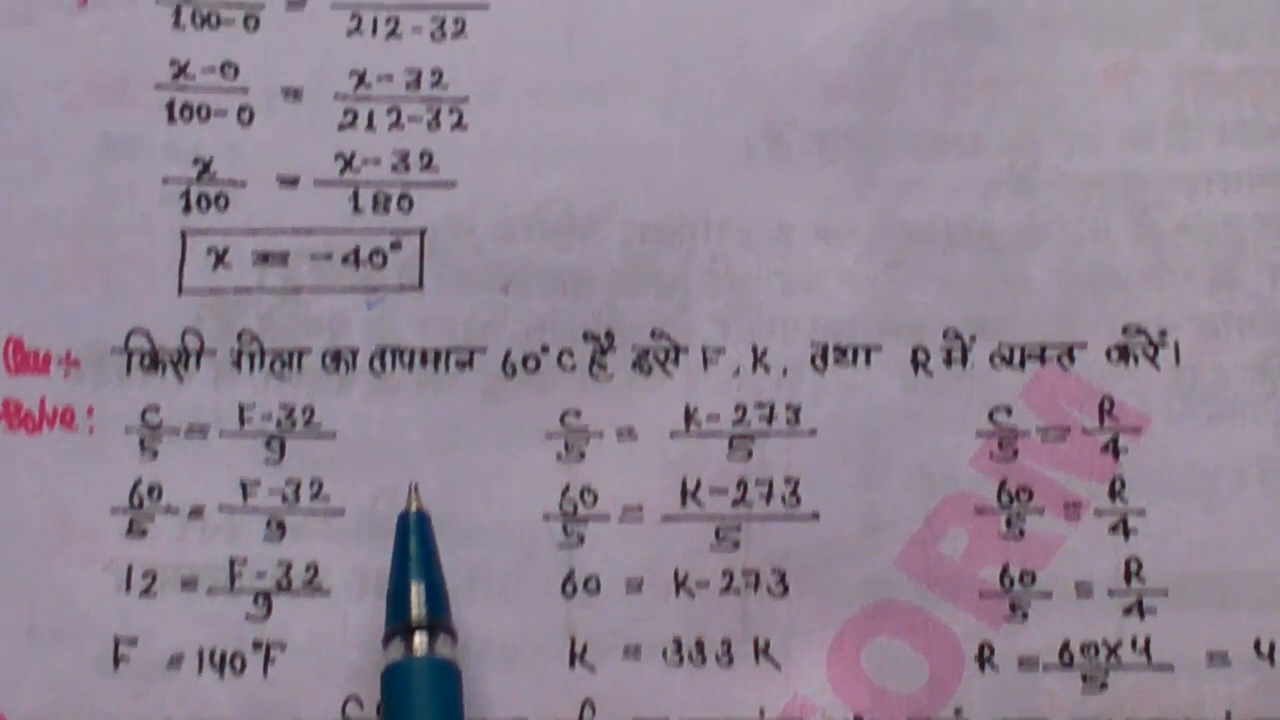 100-0 = 212-32
x-0/100-0 = x-32/212-32
x/100 = x-32/180
x = -40°
Que÷ किसी गोला का तापमान 60°C है इसे F, K, तथा R में व्यक्त करें।
Solve: C/5 = F-32/9 C/5 = K-273/5 C/5 = R/4
60/5 = F-32/9 60/5 = K-273/5 60/5 = R/4
12 = F-32/9 60 = K-273 60/5 = R/4
F = 140°F K = 333 K R = 60x4/5 = 4
ORM